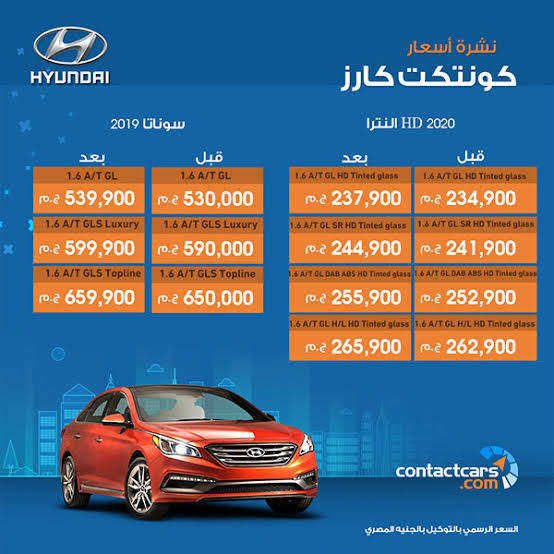 HYUNDAI
نشرة أسعار
كونتكت كارز
HD 2020 النترا
قبل
بعد
1.6 A/T GL HD Tinted glass
1.6 A/T GL HD Tinted glass
234,900 ج.م
237,900 ج.م
1.6 A/T GL SR HD Tinted glass
1.6 A/T GL SR HD Tinted glass
241,900 ج.م
244,900 ج.م
1.6 A/T GL DAB ABS HD Tinted glass
1.6 A/T GL DAB ABS HD Tinted glass
252,900 ج.م
255,900 ج.م
1.6 A/T GL H/L HD Tinted glass
1.6 A/T GL H/L HD Tinted glass
262,900 ج.م
265,900 ج.م
سوناتا 2019
قبل
بعد
1.6 A/T GL
1.6 A/T GL
530,000 ج.م
539,900 ج.م
1.6 A/T GLS Luxury
1.6 A/T GLS Luxury
590,000 ج.م
599,900 ج.م
1.6 A/T GLS Topline
1.6 A/T GLS Topline
650,000 ج.م
659,900 ج.م
contactcars
.com
السعر الرسمي بالتوكيل بالجنيه المصري